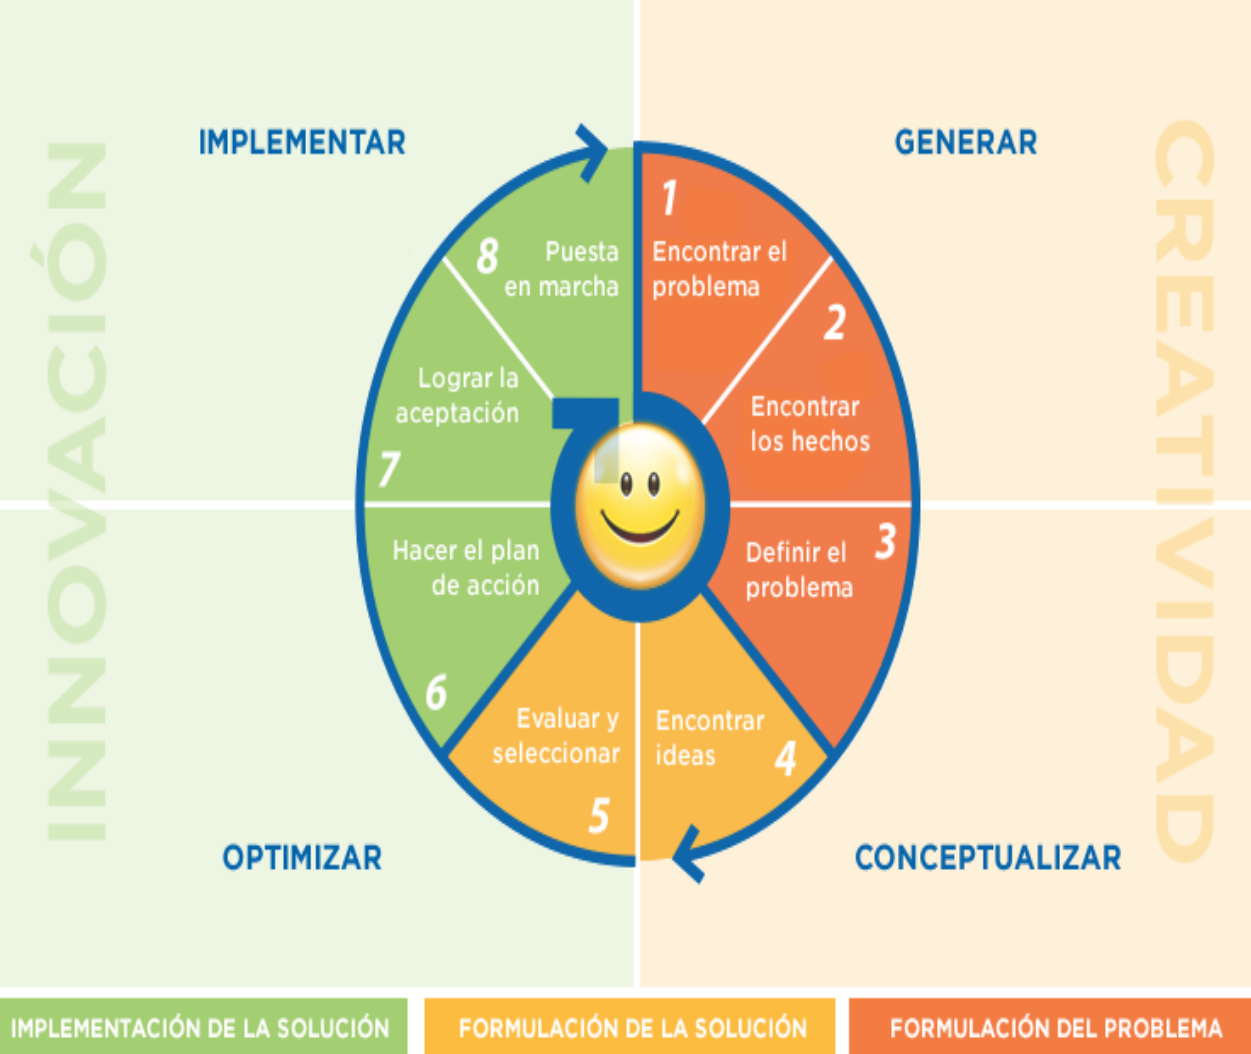 IMPLEMENTAR
GENERAR
INNOVACIÓN
CREATIVIDAD
1
Encontrar el
problema
2
Encontrar
los hechos
3
Definir el
problema
4
Encontrar
ideas
5
Evaluar y
seleccionar
6
Hacer el plan
de acción
7
Lograr la
aceptación
8
Puesta
en marcha
OPTIMIZAR
CONCEPTUALIZAR
IMPLEMENTACIÓN DE LA SOLUCIÓN
FORMULACIÓN DE LA SOLUCIÓN
FORMULACIÓN DEL PROBLEMA